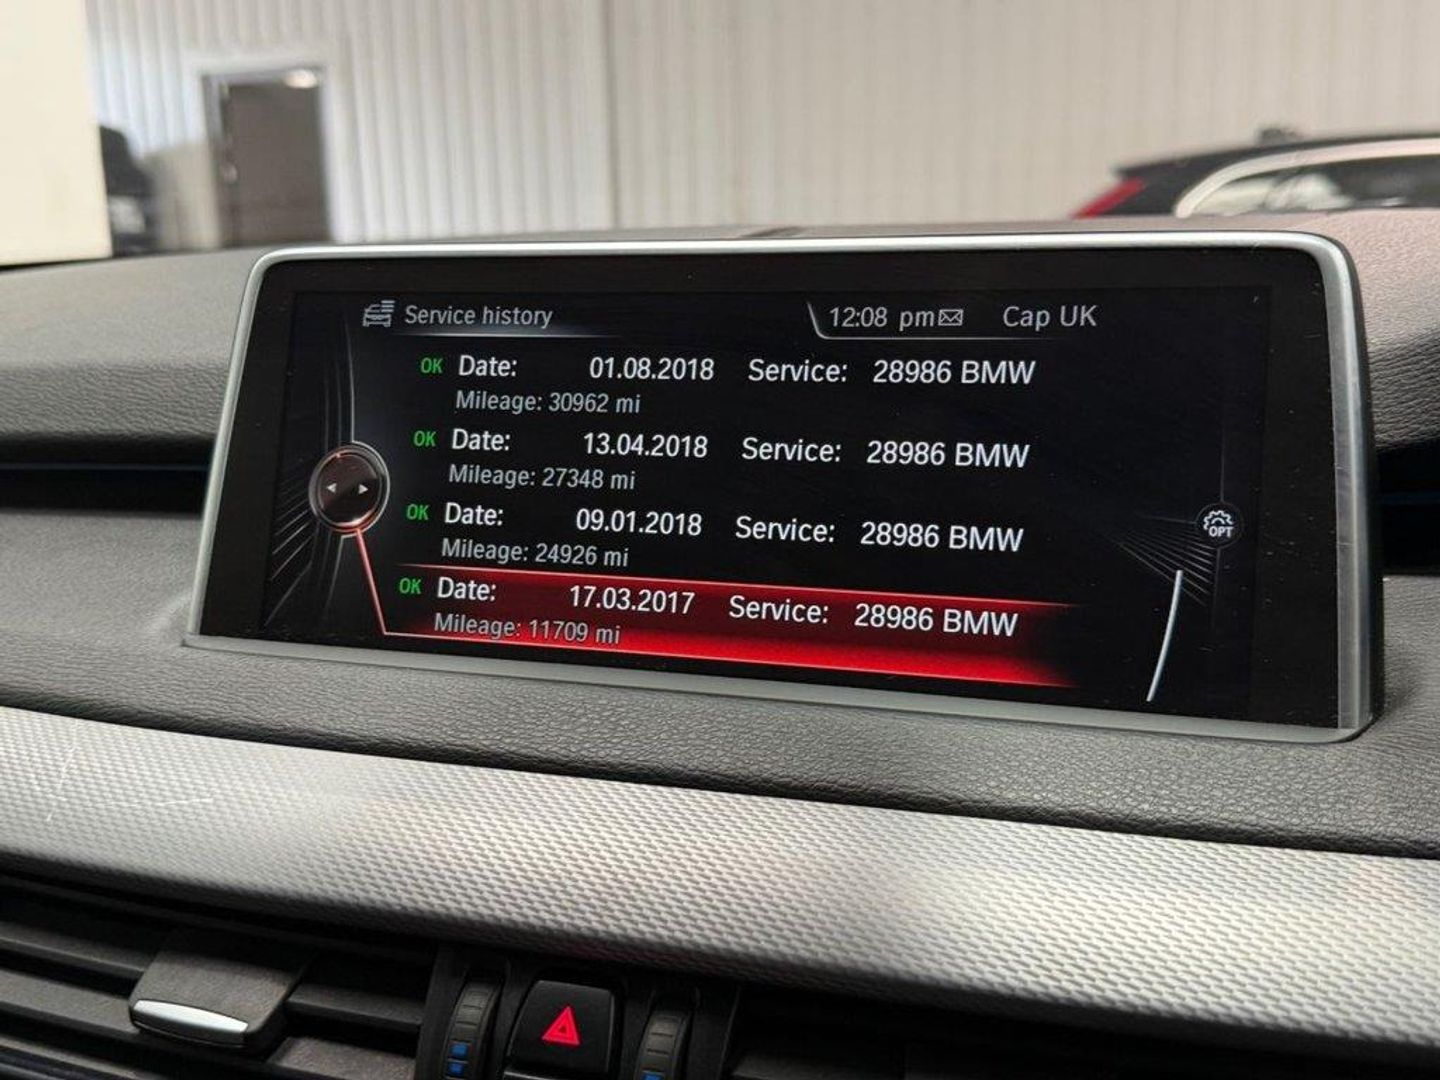 Service history 12:08 pm Cap UK
OK Date: 01.08.2018 Service: 28986 BMW
Mileage: 30962 mi
OK Date: 13.04.2018 Service: 28986 BMW
Mileage: 27348 mi
OK Date: 09.01.2018 Service: 28986 BMW
Mileage: 24926 mi
OK Date: 17.03.2017 Service: 28986 BMW
Mileage: 11709 mi
OPT